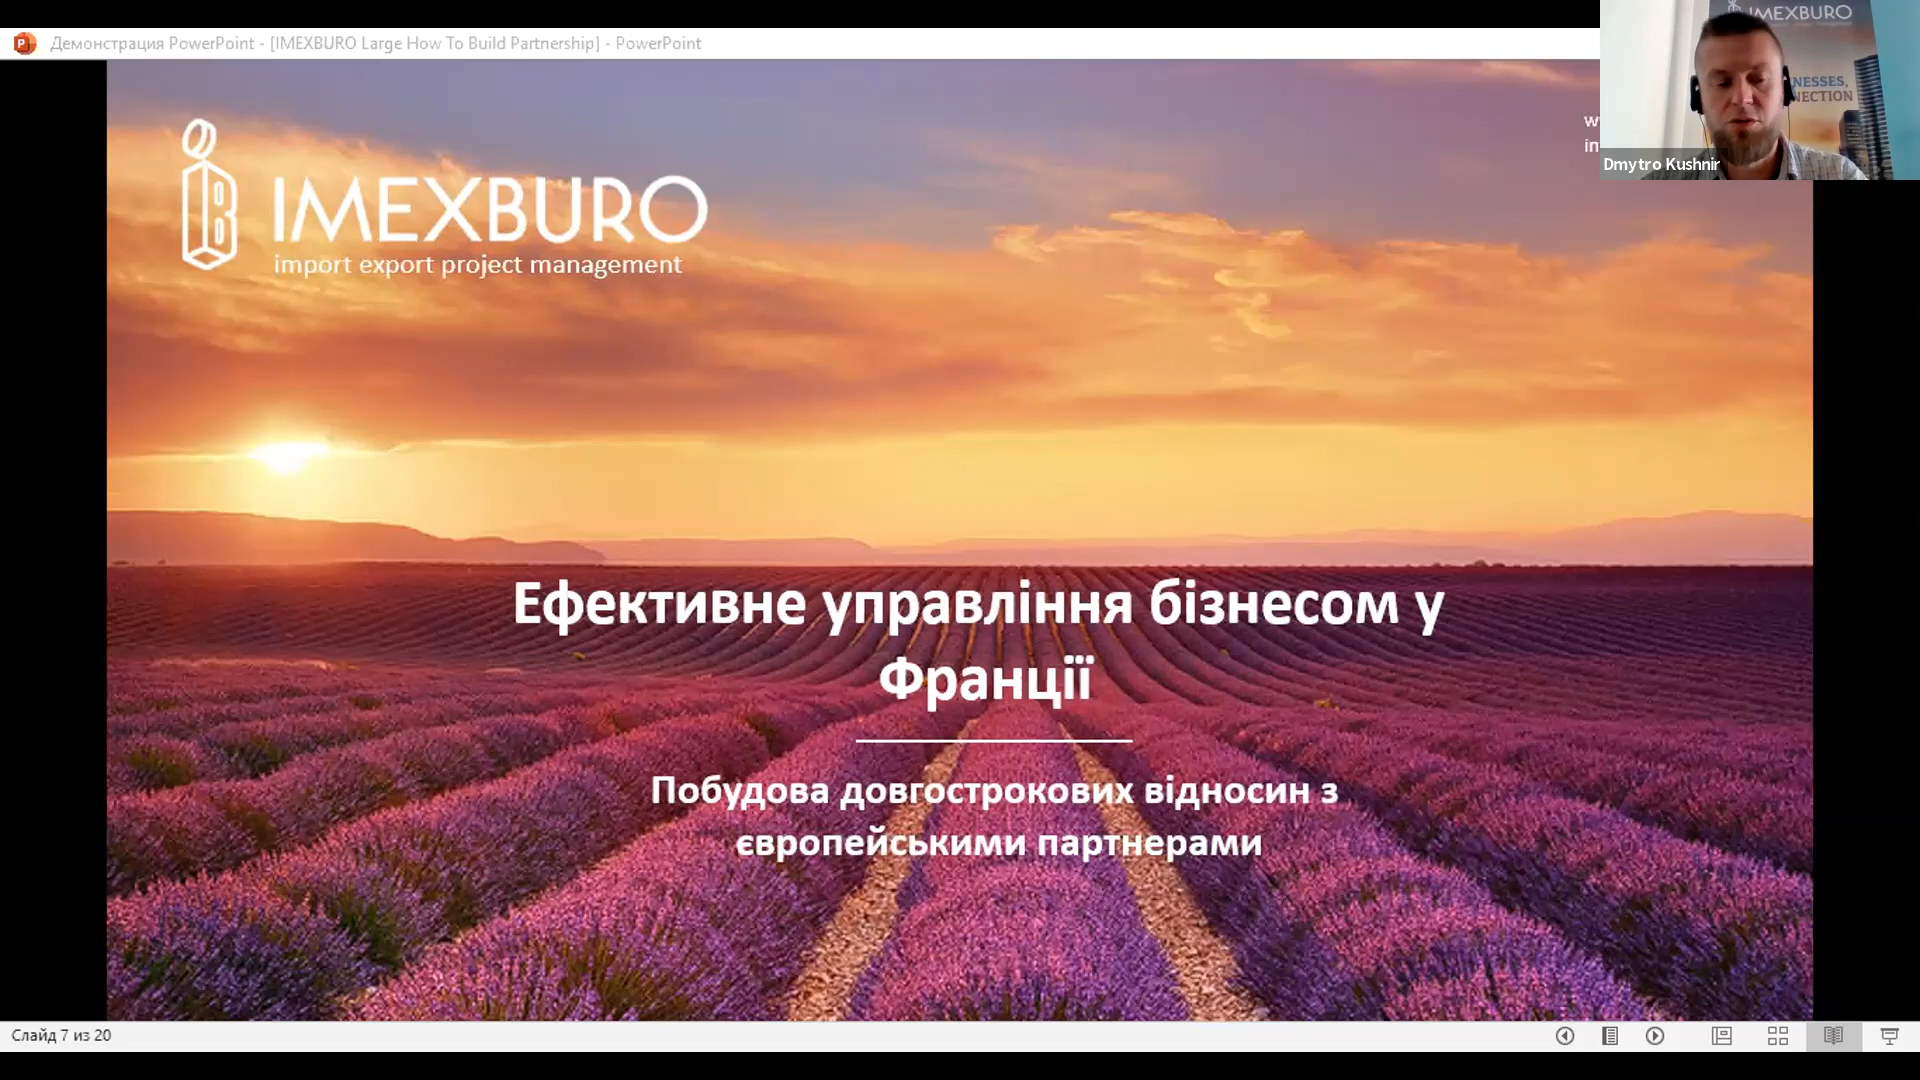 Демонстрация PowerPoint - [IMEXBURO Large How To Build Partnership] - PowerPoint
IMEXBURO
NESSES,
NECTION
Dmytro Kushnir
IMEXBURO
import export project management
Ефективне управління бізнесом у
Франції
Побудова довгострокових відносин з
європейськими партнерами
Слайд 7 из 20